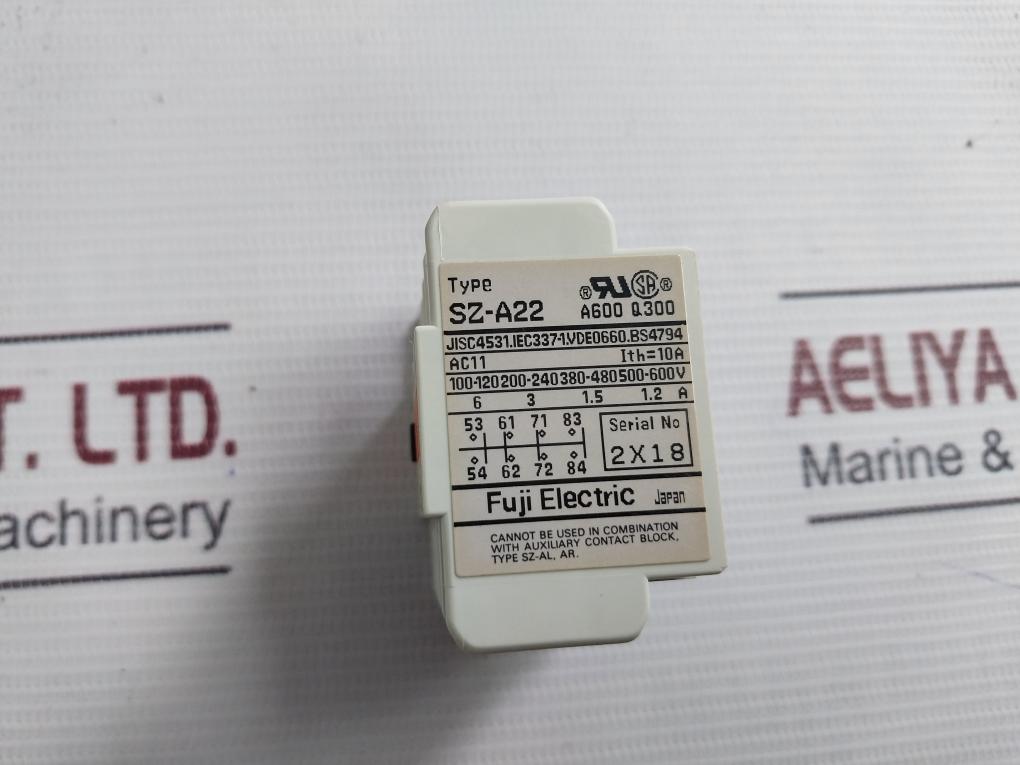 Type
SZ-A22
® RU SA ®
A600 Q300
JISC4531.IEC337-1.VDE0660.BS4794
AC11 Ith=10A
100-120 200-240 380-480 500-600V
6 3 1.5 1.2 A
53 61 71 83
54 62 72 84
Serial No
2X18
Fuji Electric Japan
CANNOT BE USED IN COMBINATION
WITH AUXILIARY CONTACT BLOCK,
TYPE SZ-AL, AR.
T. LTD.
achinery
AELIYA
Marine &